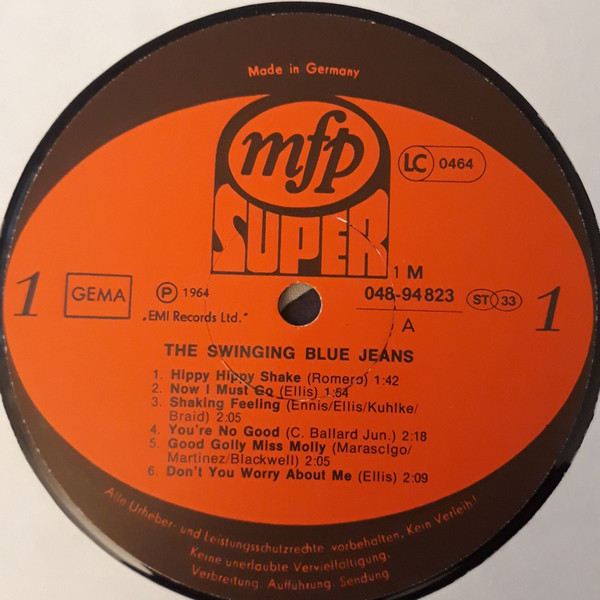 Made in Germany
mfp
SUPER
LC 0464
1
GEMA
P 1964
„EMI Records Ltd."
1 M
048-94 823
A
ST 33
1
THE SWINGING BLUE JEANS
1. Hippy Hippy Shake (Romero) 1:42
2. Now I Must Go (Ellis) 1:54
3. Shaking Feeling (Ennis/Ellis/Kuhlke/
Braid) 2:05
4. You're No Good (C. Ballard Jun.) 2:18
5. Good Golly Miss Molly (Marascigo/
Martinez/Blackwell) 2:05
6. Don't You Worry About Me (Ellis) 2:09
Alle Urheber- und Leistungsschutzrechte vorbehalten, Kein Verleih!
Keine unerlaubte Vervielfältigung,
Verbreitung, Aufführung, Sendung